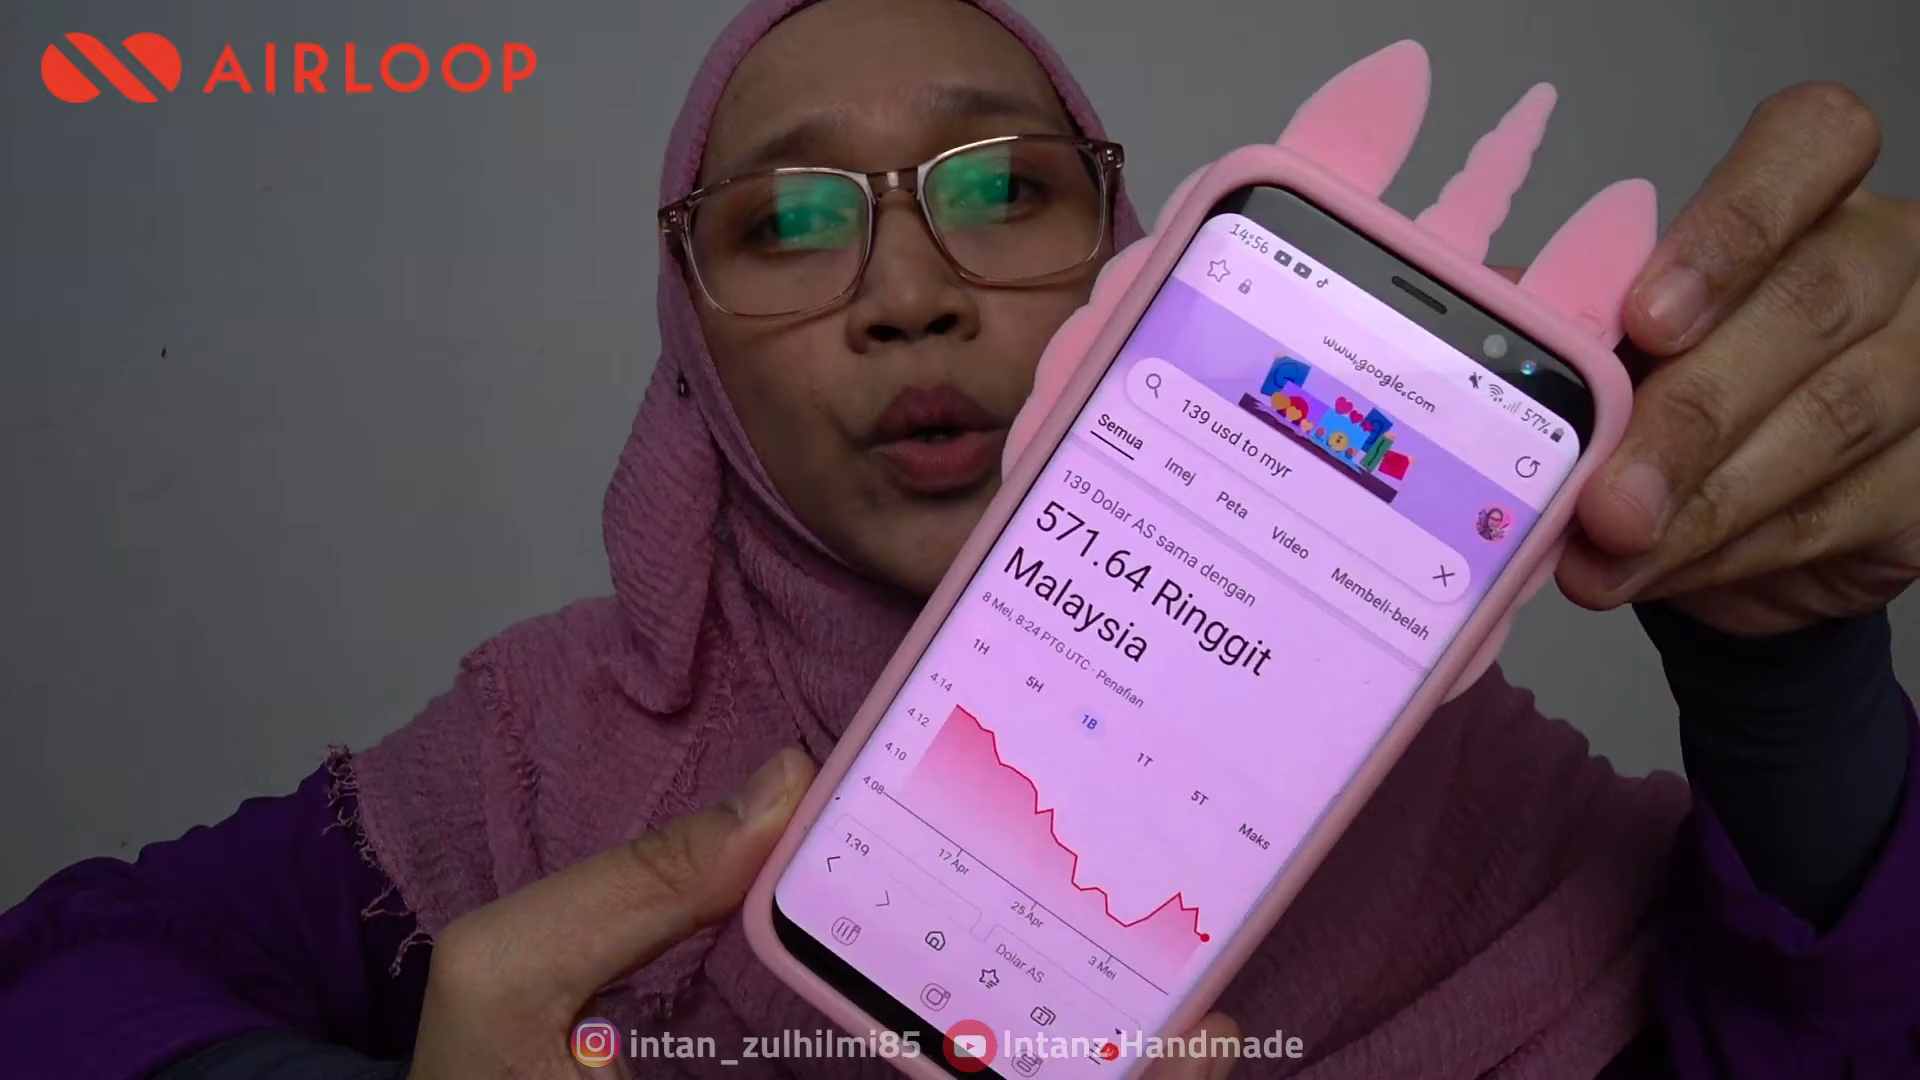 AIRLOOP
14:56
57%
www.google.com
139 usd to myr
Semua
Imej
Peta
Video
Membeli-belah
139 Dolar AS sama dengan
571.64 Ringgit
Malaysia
8 Mei, 8:24 PTG UTC · Penafian
1H
5H
1B
1T
5T
Maks
4.14
4.12
4.10
4.08
17 Apr
25 Apr
3 Mei
139
Dolar AS
intan_zulhilmi85
Intanz Handmade